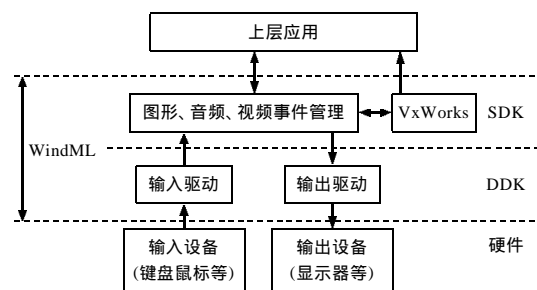 上层应用
图形、音频、视频事件管理
VxWorks
SDK
WindML
输入驱动
输出驱动
DDK
输入设备
(键盘鼠标等)
输出设备
(显示器等)
硬件